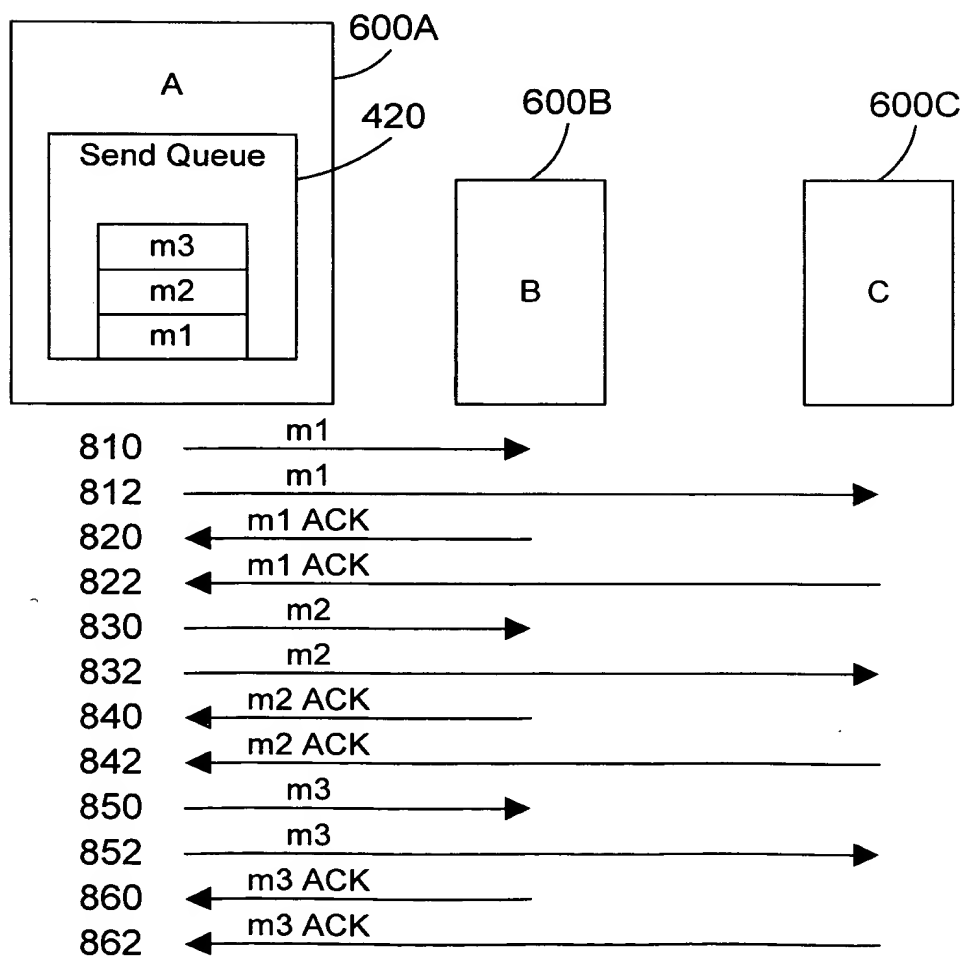 600A
A
420
600B
600C
Send Queue
m3
m2
m1
B
C
810 m1
812 m1
820 m1 ACK
822 m1 ACK
830 m2
832 m2
840 m2 ACK
842 m2 ACK
850 m3
852 m3
860 m3 ACK
862 m3 ACK